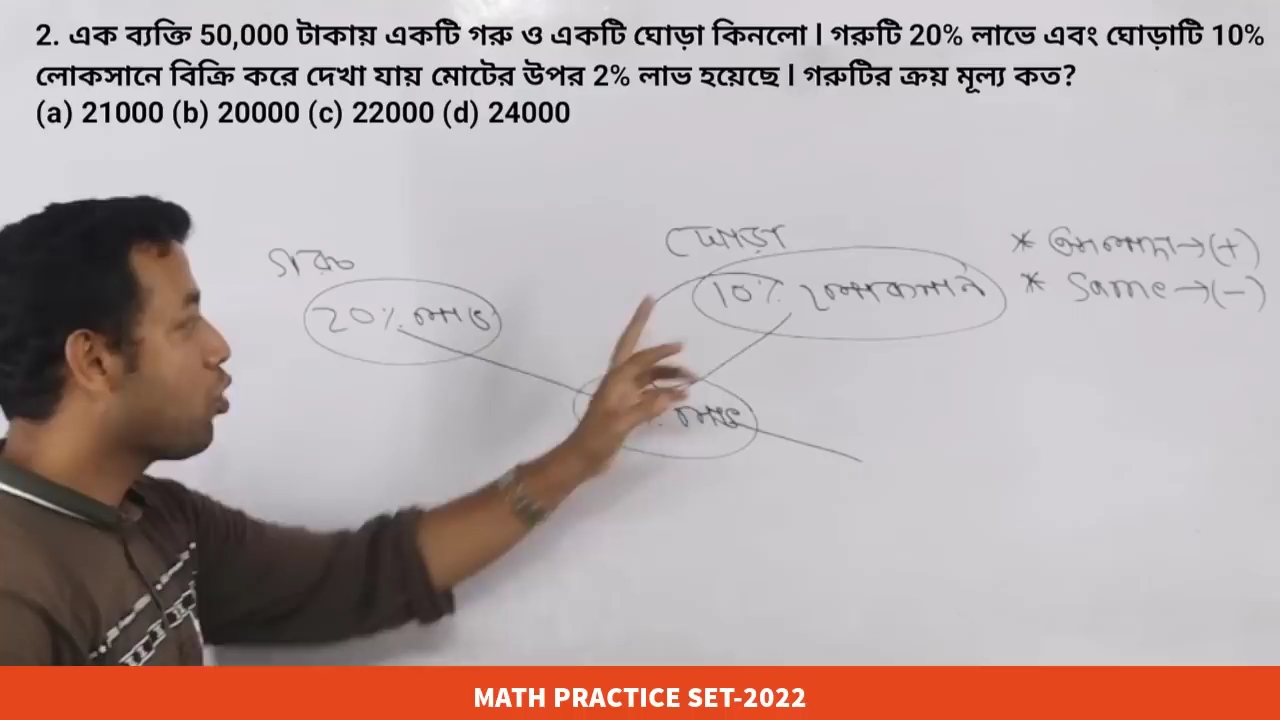 2. এক ব্যক্তি 50,000 টাকায় একটি গরু ও একটি ঘোড়া কিনলো l গরুটি 20% লাভে এবং ঘোড়াটি 10%
লোকসানে বিক্রি করে দেখা যায় মোটের উপর 2% লাভ হয়েছে l গরুটির ক্রয় মূল্য কত?
(a) 21000 (b) 20000 (c) 22000 (d) 24000
গরু
ঘোড়া
* আলাদা→(+)
20% লাভ
10% লোকসান
* Same→(-)
% লাভ
MATH PRACTICE SET-2022